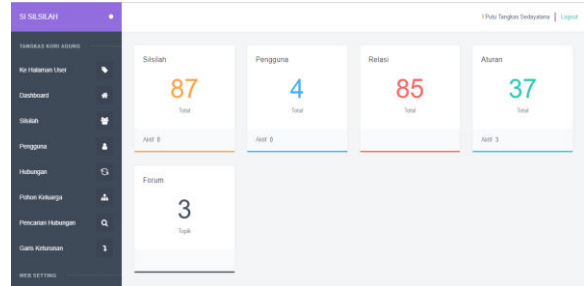 SI SILSILAH
I Putu Tangkas Sedayatana | Logout
TANGKAS KORI AGUNG
Ke Halaman User
Dashboard
Silsilah
Pengguna
Hubungan
Pohon Keluarga
Pencarian Hubungan
Garis Keturunan
WEB SETTING
Silsilah
87
Total
Aktif: 0
Pengguna
4
Total
Aktif: 0
Relasi
85
Total
Aturan
37
Total
Aktif: 3
Forum
3
Topik